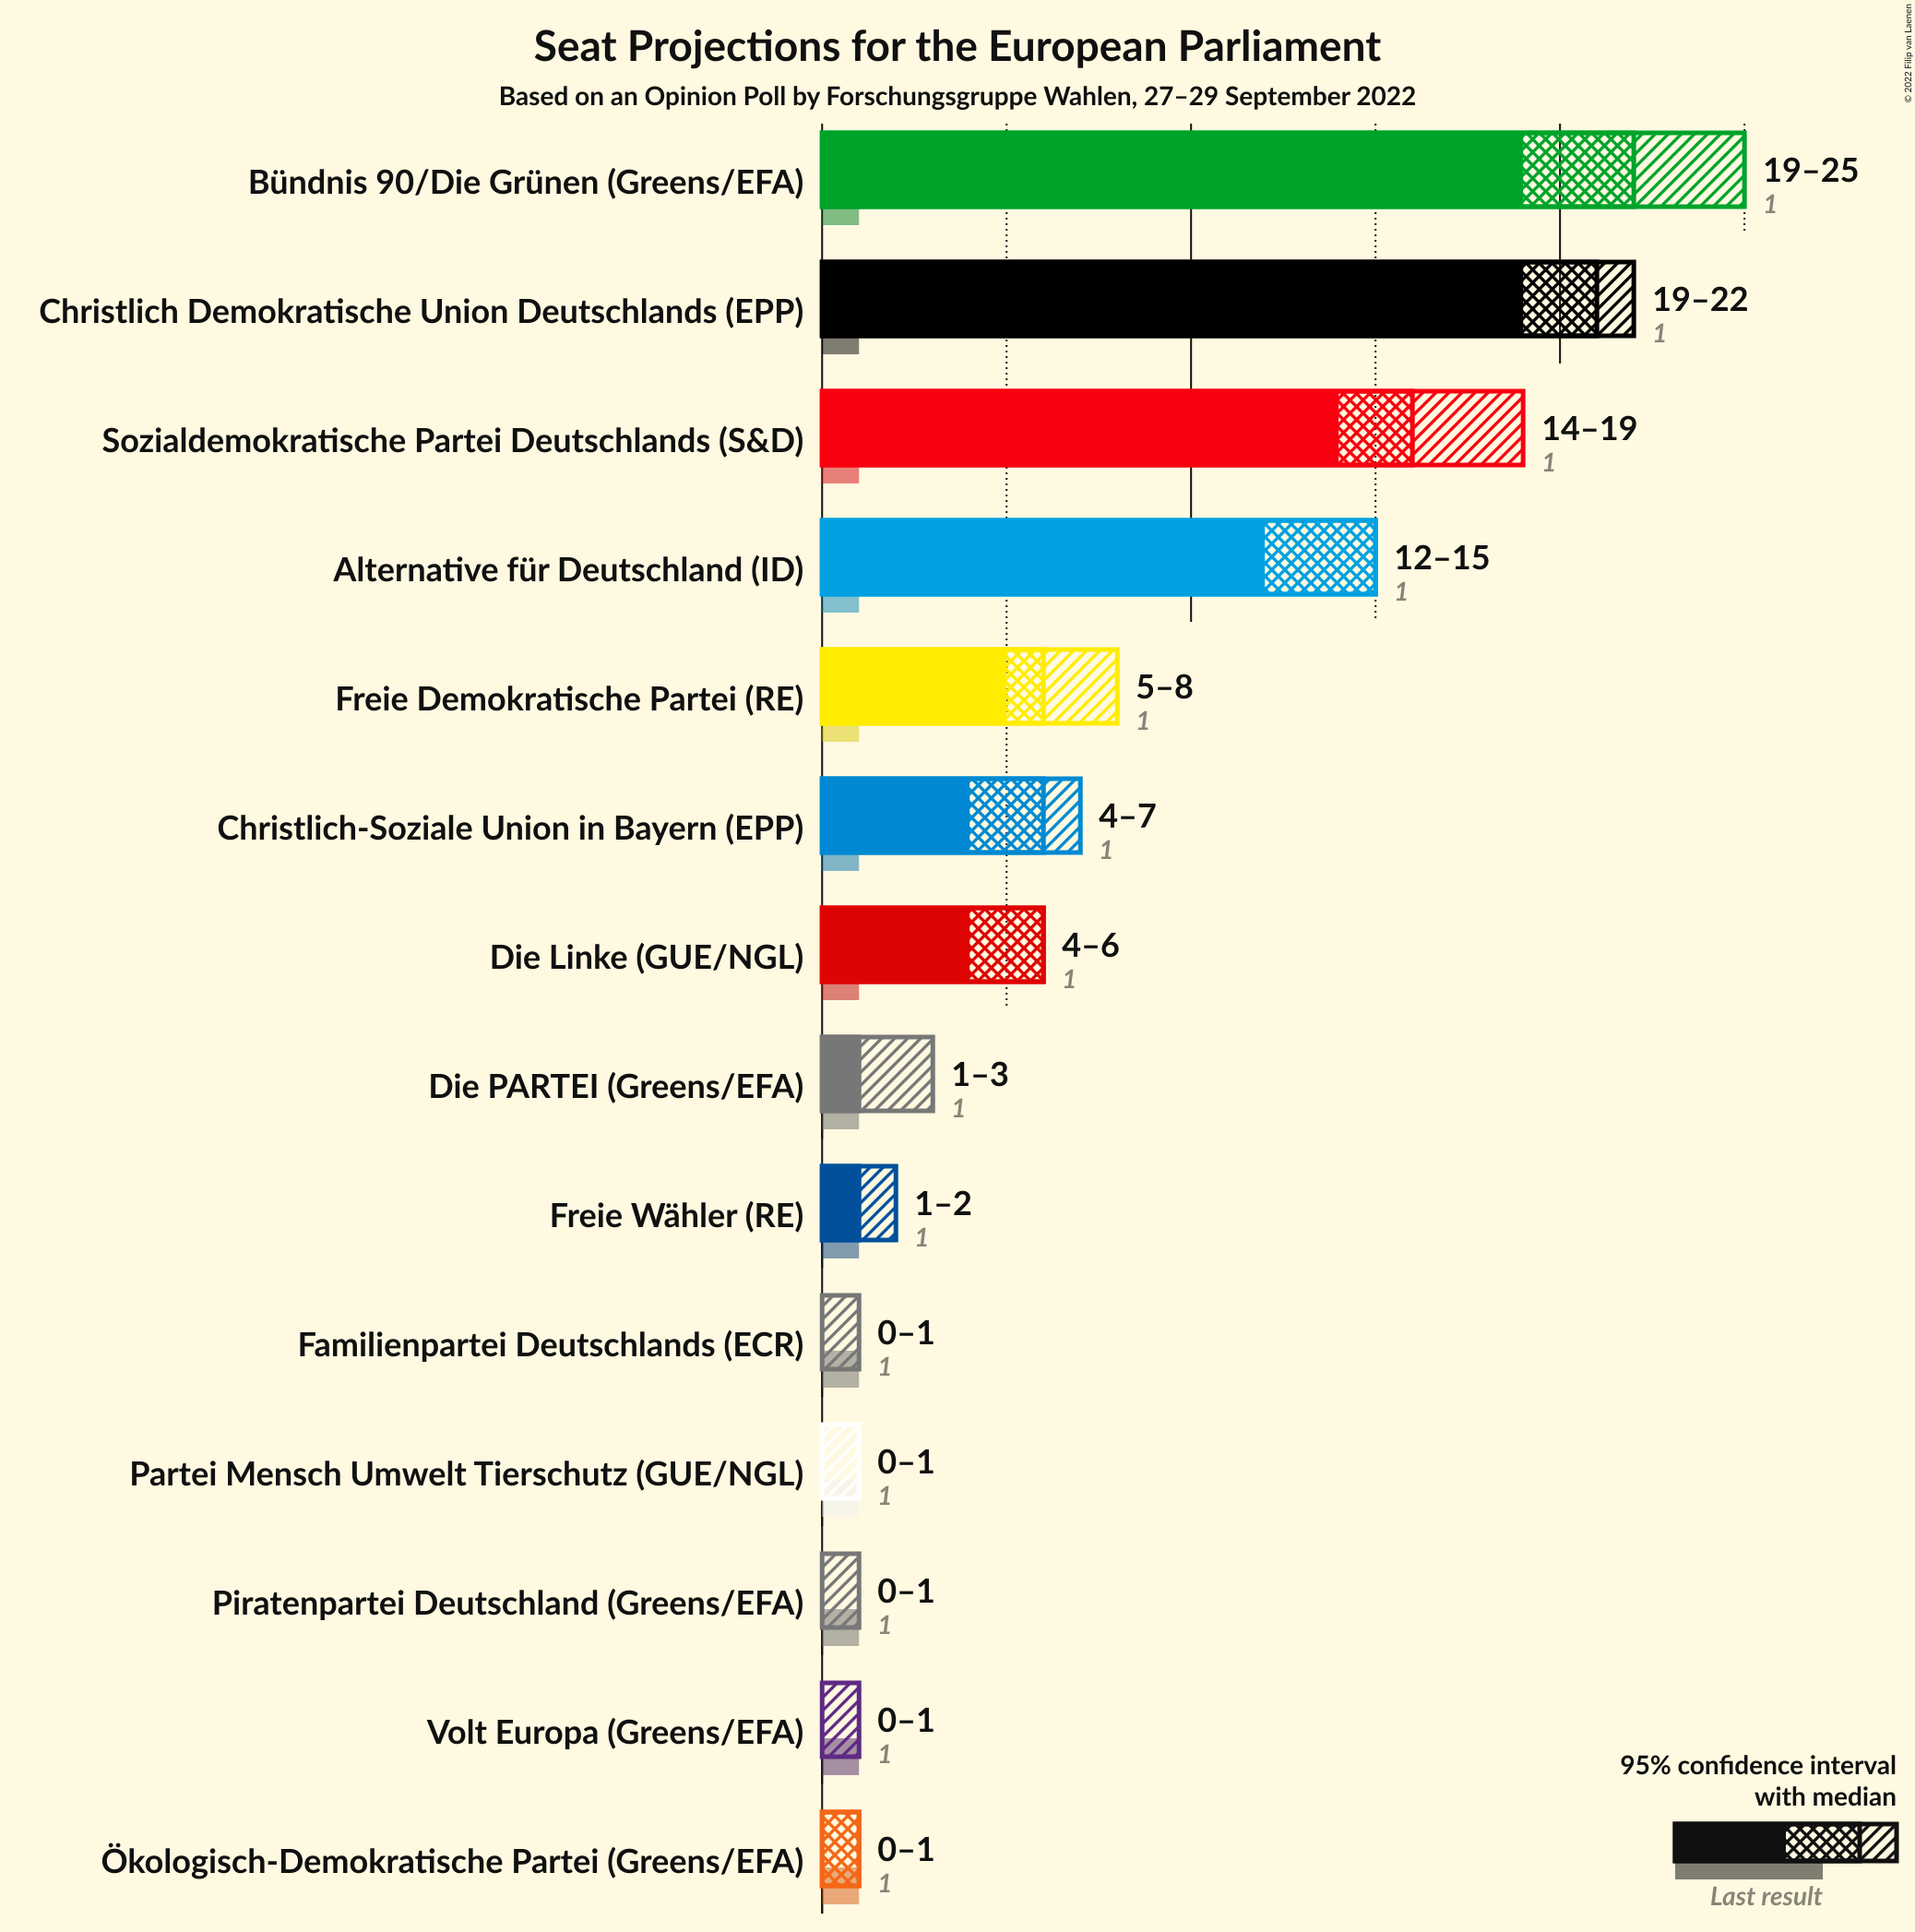 Seat Projections for the European Parliament
Based on an Opinion Poll by Forschungsgruppe Wahlen, 27–29 September 2022
© 2022 Filip van Laenen
Bündnis 90/Die Grünen (Greens/EFA)
19–25
1
Christlich Demokratische Union Deutschlands (EPP)
19–22
1
Sozialdemokratische Partei Deutschlands (S&D)
14–19
1
Alternative für Deutschland (ID)
12–15
1
Freie Demokratische Partei (RE)
5–8
1
Christlich-Soziale Union in Bayern (EPP)
4–7
1
Die Linke (GUE/NGL)
4–6
1
Die PARTEI (Greens/EFA)
1–3
1
Freie Wähler (RE)
1–2
1
Familienpartei Deutschlands (ECR)
0–1
1
Partei Mensch Umwelt Tierschutz (GUE/NGL)
0–1
1
Piratenpartei Deutschland (Greens/EFA)
0–1
1
Volt Europa (Greens/EFA)
0–1
1
Ökologisch-Demokratische Partei (Greens/EFA)
0–1
1
95% confidence interval
with median
Last result